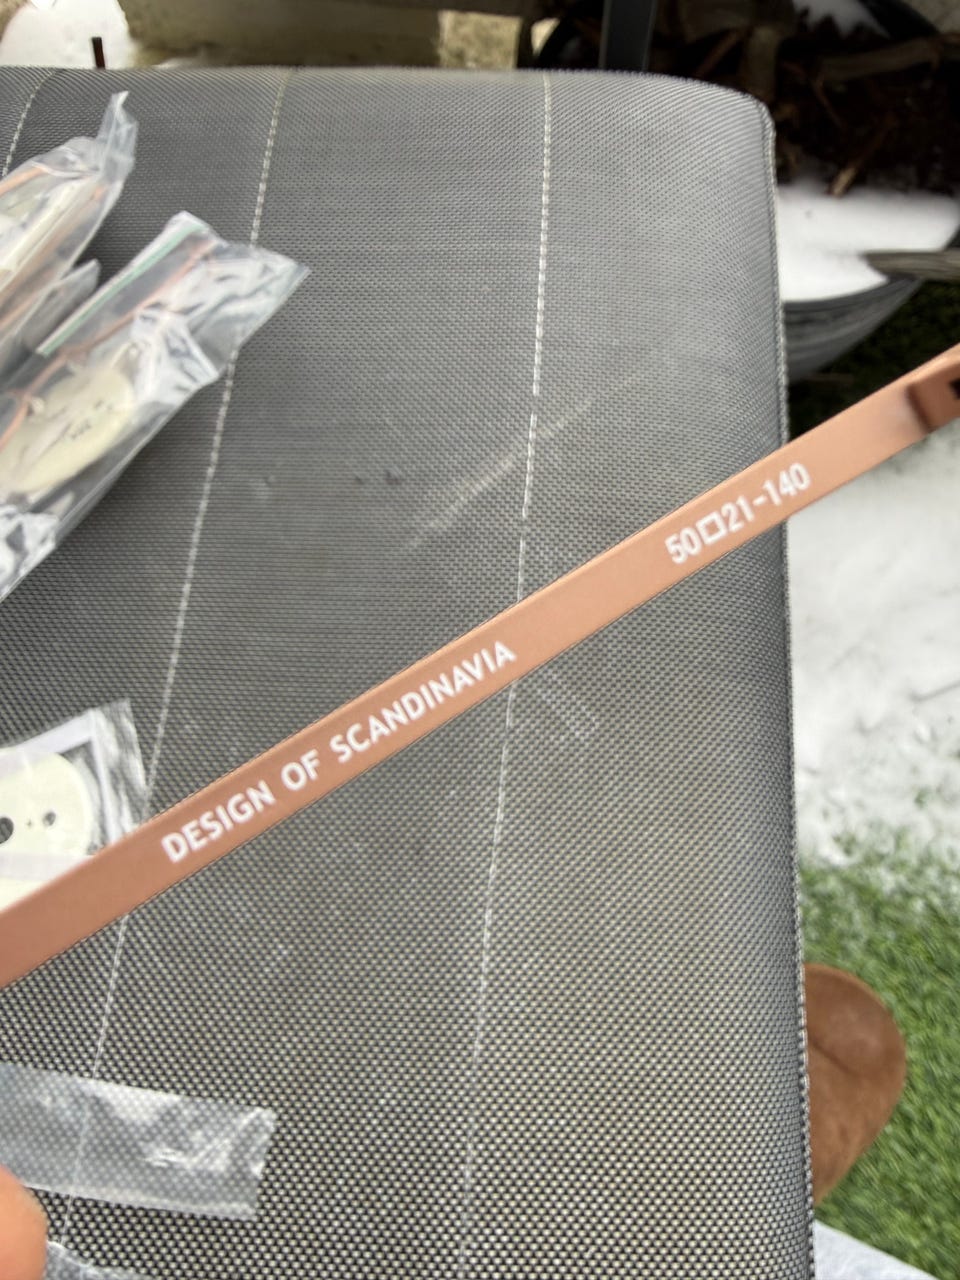 DESIGN OF SCANDINAVIA 50□21-140